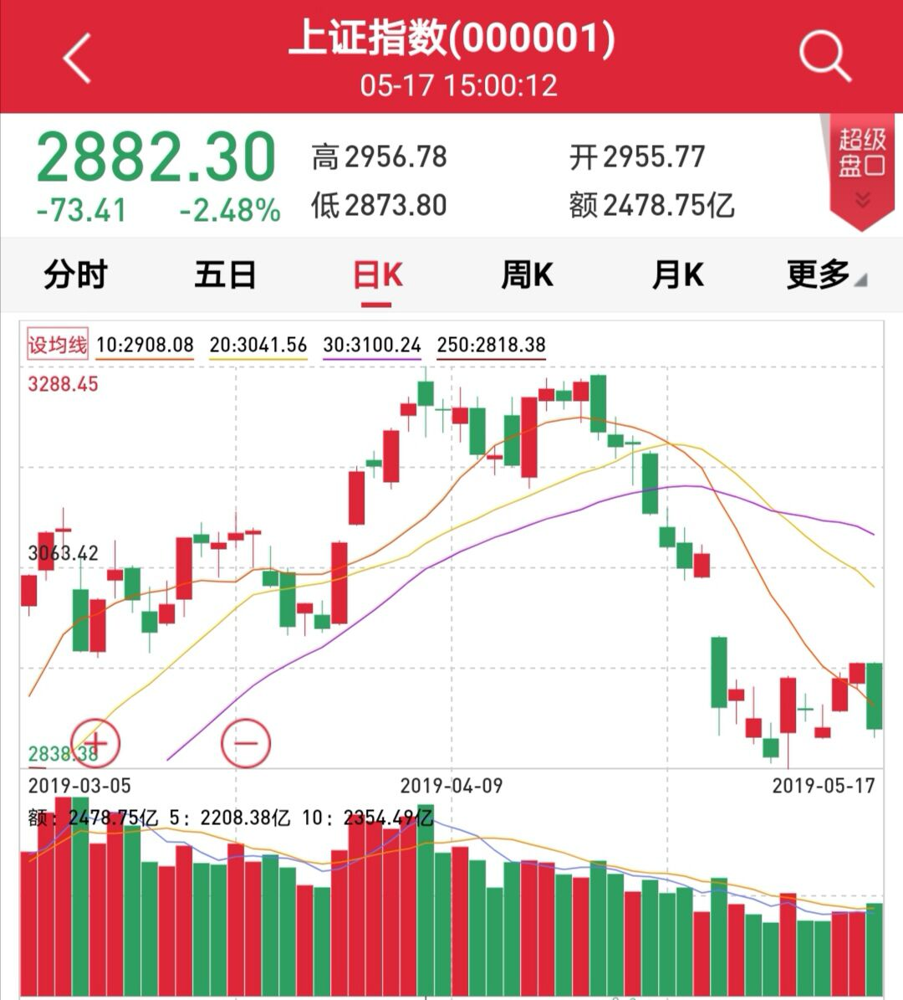 上证指数(000001)
05-17 15:00:12
2882.30
-73.41 -2.48%
高2956.78 开2955.77
低2873.80 额2478.75亿
超级
盘口
分时 五日 日K 周K 月K 更多
设均线 10:2908.08 20:3041.56 30:3100.24 250:2818.38
3288.45
3063.42
2838.38
2019-03-05 2019-04-09 2019-05-17
额：2478.75亿 5：2208.38亿 10：2354.49亿